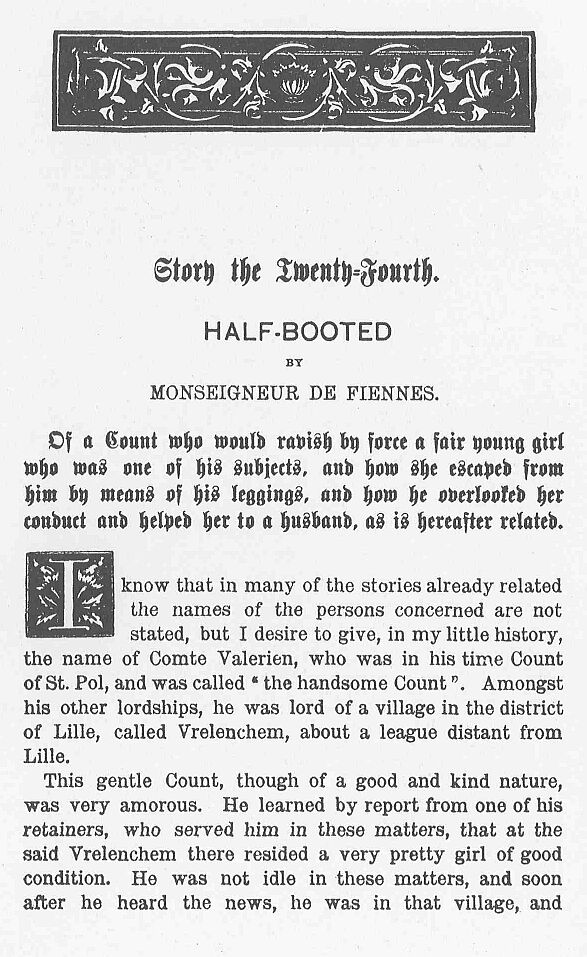 Story the Twenty-Fourth.
HALF-BOOTED
BY
MONSEIGNEUR DE FIENNES.
Of a Count who would ravish by force a fair young girl
who was one of his subjects, and how she escaped from
him by means of his leggings, and how he overlooked her
conduct and helped her to a husband, as is hereafter related.
I know that in many of the stories already related
the names of the persons concerned are not
stated, but I desire to give, in my little history,
the name of Comte Valerien, who was in his time Count
of St. Pol, and was called “ the handsome Count ”. Amongst
his other lordships, he was lord of a village in the district
of Lille, called Vrelenchem, about a league distant from
Lille.
This gentle Count, though of a good and kind nature,
was very amorous. He learned by report from one of his
retainers, who served him in these matters, that at the
said Vrelenchem there resided a very pretty girl of good
condition. He was not idle in these matters, and soon
after he heard the news, he was in that village, and